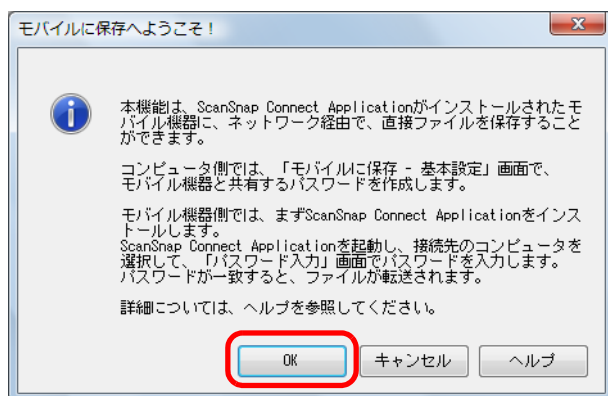 モバイルに保存へようこそ！
本機能は、ScanSnap Connect Applicationがインストールされたモ
バイル機器に、ネットワーク経由で、直接ファイルを保存すること
ができます。
コンピュータ側では、「モバイルに保存 - 基本設定」画面で、
モバイル機器と共有するパスワードを作成します。
モバイル機器側では、まずScanSnap Connect Applicationをインス
トールします。
ScanSnap Connect Applicationを起動し、接続先のコンピュータを
選択して、「パスワード入力」画面でパスワードを入力します。
パスワードが一致すると、ファイルが転送されます。
詳細については、ヘルプを参照してください。
OK
キャンセル
ヘルプ